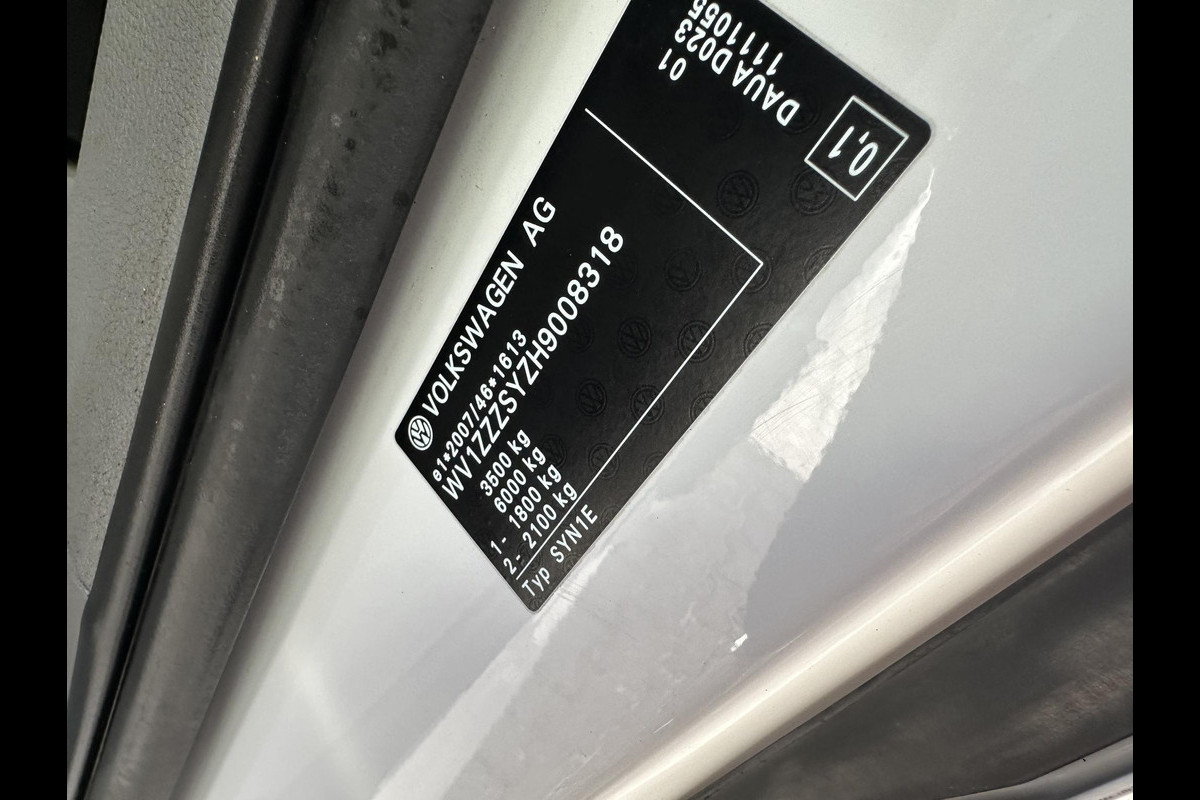 VOLKSWAGEN AG
e1*2007/46*1613
WV1ZZZSYZH9008318
3500 kg
6000 kg
1- 1800 kg
2- 2100 kg
Typ SYN1E
0,1
DAUA D023
1111055
01